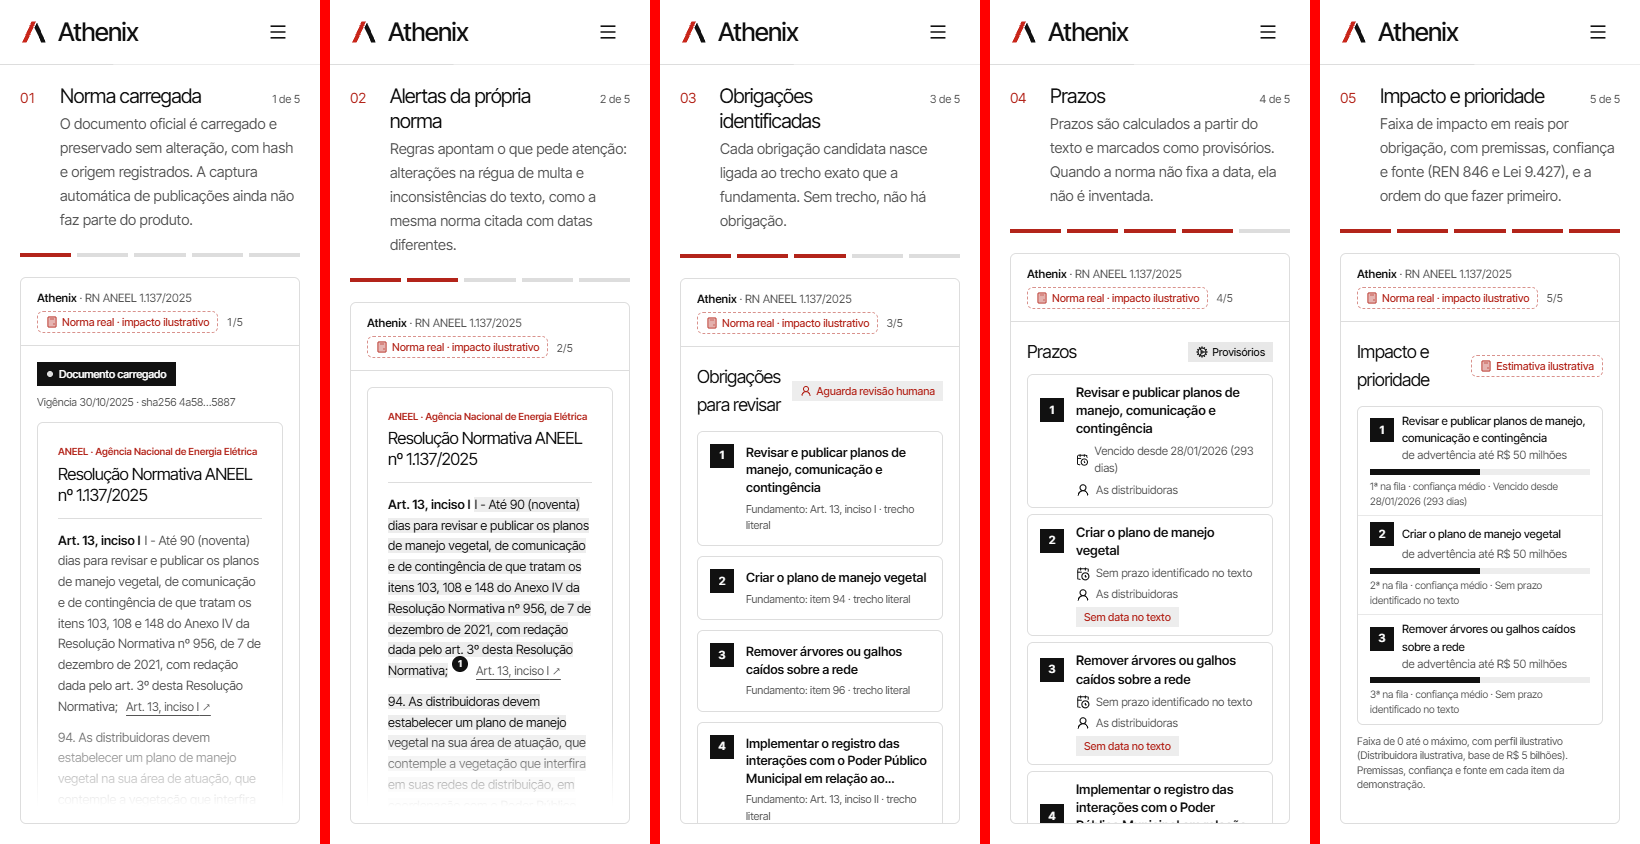 Athenix
01 Norma carregada 1 de 5
O documento oficial é carregado e
preservado sem alteração, com hash
e origem registrados. A captura
automática de publicações ainda não
faz parte do produto.
Athenix · RN ANEEL 1.137/2025
Norma real · impacto ilustrativo 1/5
Documento carregado
Vigência 30/10/2025 · sha256 4a58...5887
ANEEL · Agência Nacional de Energia Elétrica
Resolução Normativa ANEEL
nº 1.137/2025
Art. 13, inciso I I - Até 90 (noventa)
dias para revisar e publicar os planos
de manejo vegetal, de comunicação
e de contingência de que tratam os
itens 103, 108 e 148 do Anexo IV da
Resolução Normativa nº 956, de 7 de
dezembro de 2021, com redação
dada pelo art. 3º desta Resolução
Normativa; Art. 13, inciso I ↗
94. As distribuidoras devem
estabelecer um plano de manejo
vegetal na sua área de atuação, que
contemple a vegetação que interfira
Athenix
02 Alertas da própria 2 de 5
norma
Regras apontam o que pede atenção:
alterações na régua de multa e
inconsistências do texto, como a
mesma norma citada com datas
diferentes.
Athenix · RN ANEEL 1.137/2025
Norma real · impacto ilustrativo 2/5
ANEEL · Agência Nacional de Energia Elétrica
Resolução Normativa ANEEL
nº 1.137/2025
Art. 13, inciso I I - Até 90 (noventa)
dias para revisar e publicar os planos
de manejo vegetal, de comunicação
e de contingência de que tratam os
itens 103, 108 e 148 do Anexo IV da
Resolução Normativa nº 956, de 7 de
dezembro de 2021, com redação
dada pelo art. 3º desta Resolução
Normativa; 1 Art. 13, inciso I ↗
94. As distribuidoras devem
estabelecer um plano de manejo
vegetal na sua área de atuação, que
contemple a vegetação que interfira
em suas redes de distribuição, em
Athenix
03 Obrigações 3 de 5
identificadas
Cada obrigação candidata nasce
ligada ao trecho exato que a
fundamenta. Sem trecho, não há
obrigação.
Athenix · RN ANEEL 1.137/2025
Norma real · impacto ilustrativo 3/5
Obrigações
para revisar
Aguarda revisão humana
1 Revisar e publicar planos de
manejo, comunicação e
contingência
Fundamento: Art. 13, inciso I · trecho
literal
2 Criar o plano de manejo vegetal
Fundamento: item 94 · trecho literal
3 Remover árvores ou galhos
caídos sobre a rede
Fundamento: item 96 · trecho literal
4 Implementar o registro das
interações com o Poder Público
Municipal em relação ao...
Fundamento: Art. 13, inciso II · trecho
literal
Athenix
04 Prazos 4 de 5
Prazos são calculados a partir do
texto e marcados como provisórios.
Quando a norma não fixa a data, ela
não é inventada.
Athenix · RN ANEEL 1.137/2025
Norma real · impacto ilustrativo 4/5
Prazos Provisórios
1 Revisar e publicar planos de
manejo, comunicação e
contingência
Vencido desde 28/01/2026 (293
dias)
As distribuidoras
2 Criar o plano de manejo
vegetal
Sem prazo identificado no texto
As distribuidoras
Sem data no texto
3 Remover árvores ou galhos
caídos sobre a rede
Sem prazo identificado no texto
As distribuidoras
Sem data no texto
4 Implementar o registro das
interações com o Poder
Athenix
05 Impacto e prioridade 5 de 5
Faixa de impacto em reais por
obrigação, com premissas, confiança
e fonte (REN 846 e Lei 9.427), e a
ordem do que fazer primeiro.
Athenix · RN ANEEL 1.137/2025
Norma real · impacto ilustrativo 5/5
Impacto e
prioridade
Estimativa ilustrativa
1 Revisar e publicar planos de manejo,
comunicação e contingência
de advertência até R$ 50 milhões
1ª na fila · confiança médio · Vencido desde
28/01/2026 (293 dias)
2 Criar o plano de manejo vegetal
de advertência até R$ 50 milhões
2ª na fila · confiança médio · Sem prazo
identificado no texto
3 Remover árvores ou galhos caídos
sobre a rede
de advertência até R$ 50 milhões
3ª na fila · confiança médio · Sem prazo
identificado no texto
Faixa de 0 até o máximo, com perfil ilustrativo
(Distribuidora ilustrativa, base de R$ 5 bilhões).
Premissas, confiança e fonte em cada item da
demonstração.